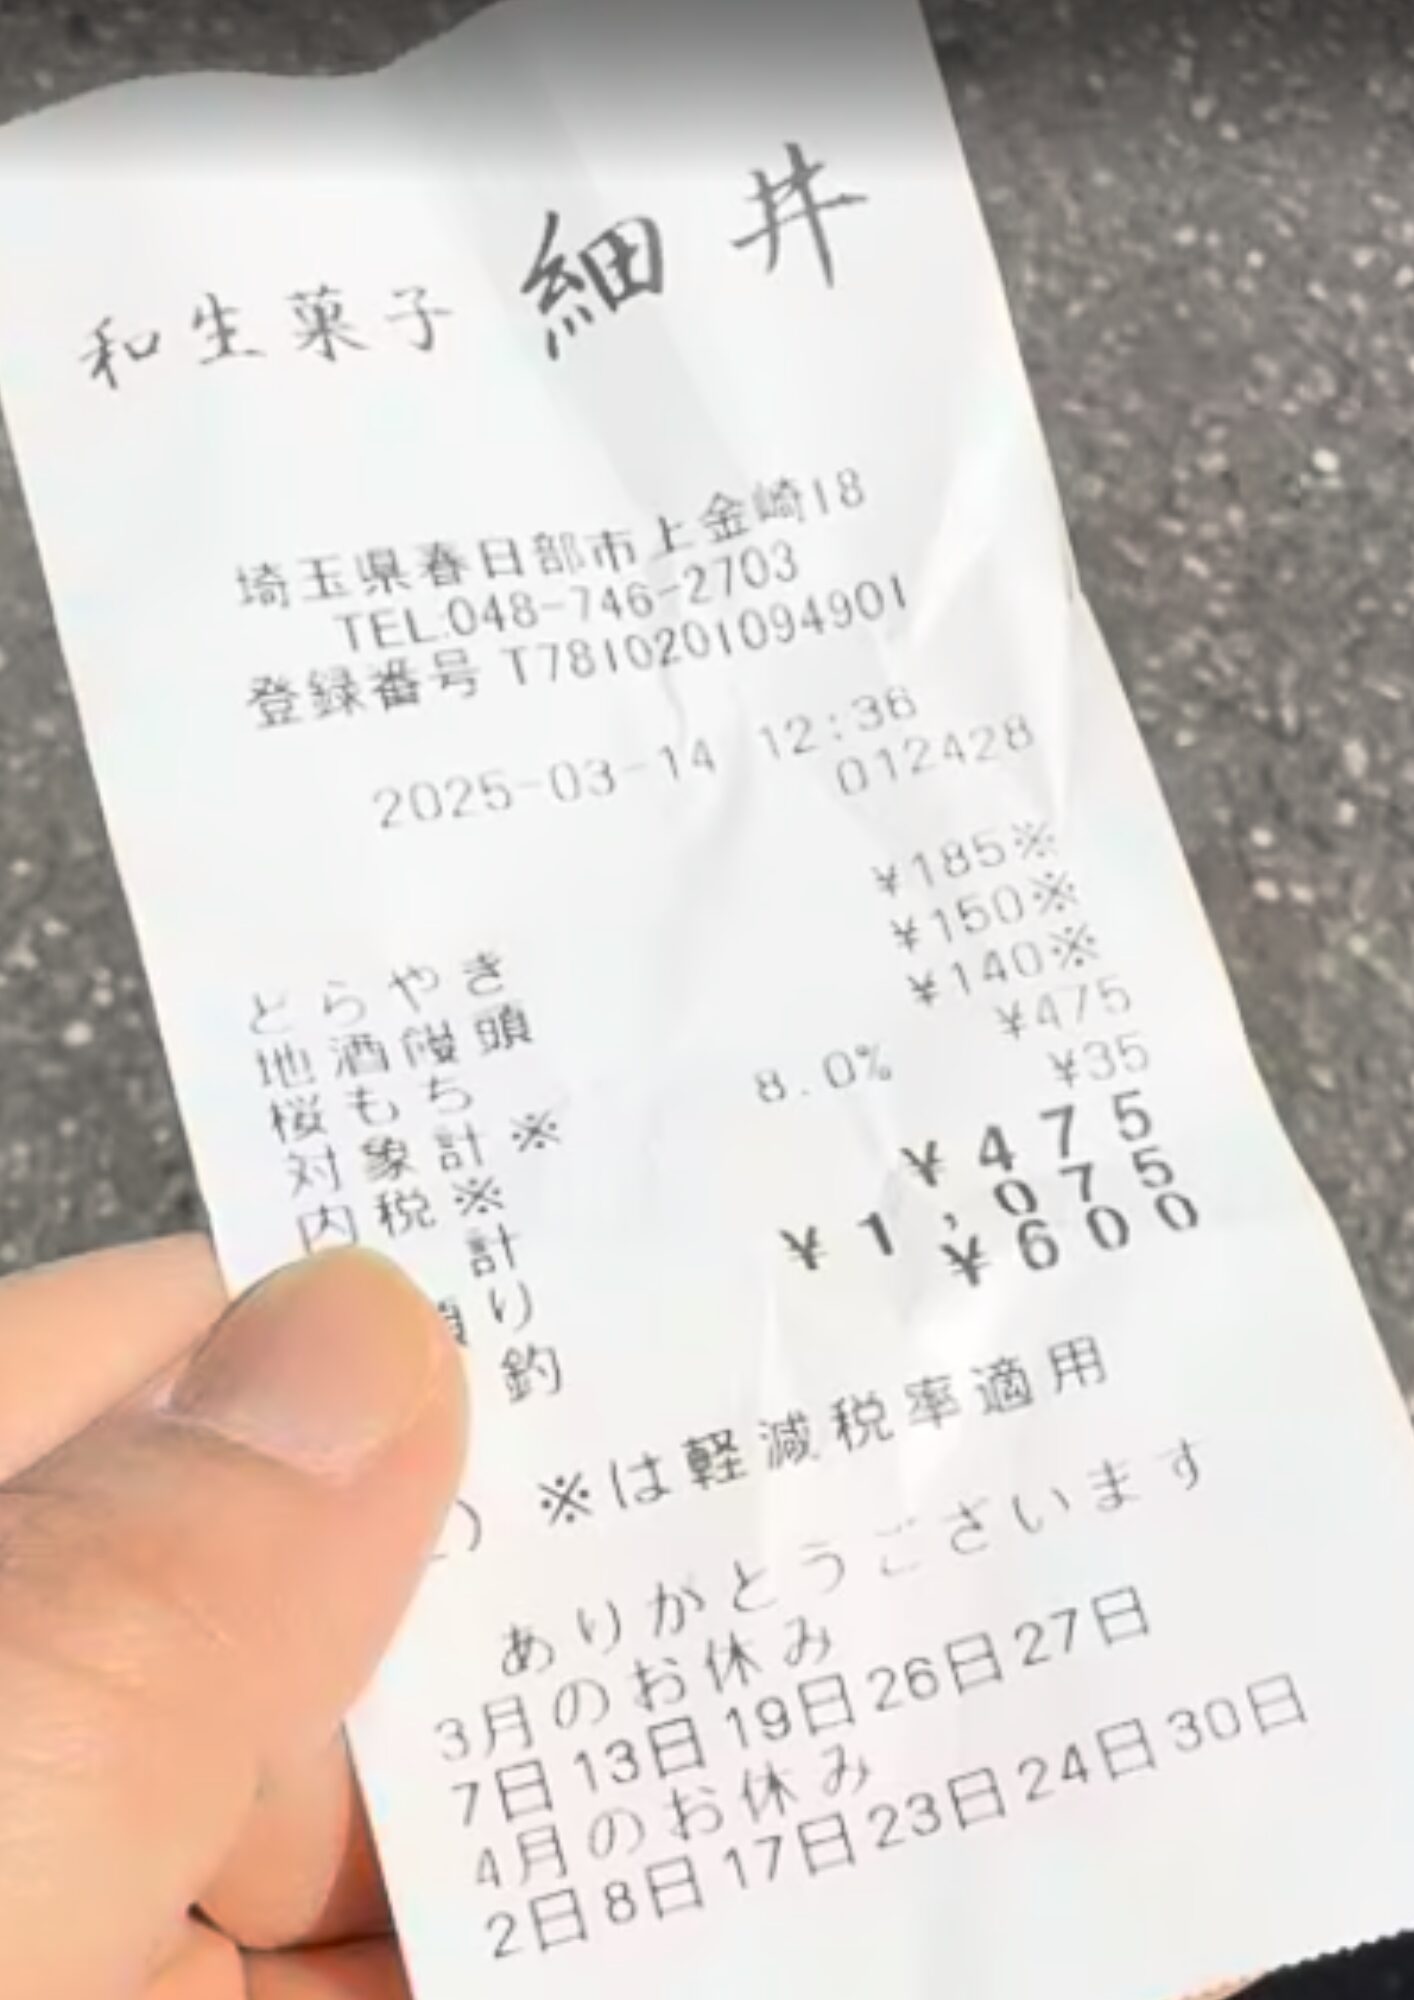 和生菓子 細井
埼玉県春日部市上金崎18
TEL.048-746-2703
登録番号 T7810201094901
2025-03-14 12:36
012428
どらやき ¥185※
地酒饅頭 ¥150※
桜もち ¥140※
対象計※ ¥475
内税※ 8.0% ¥35
計 ¥475
り ¥1,075
釣 ¥600
) ※は軽減税率適用
ありがとうございます
3月のお休み
7日13日19日26日27日
4月のお休み
2日8日17日23日24日30日